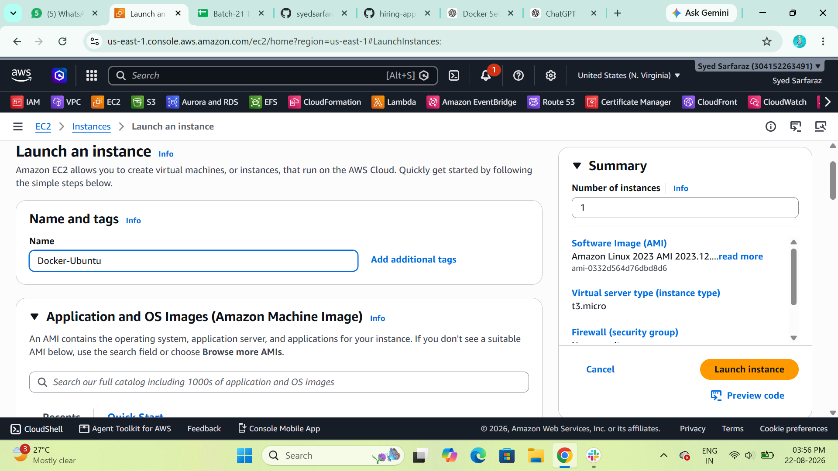 5 (5) WhatsA
Launch an
Batch-21
syedsarfar
hiring-app
Docker Se
ChatGPT
Ask Gemini
us-east-1.console.aws.amazon.com/ec2/home?region=us-east-1#LaunchInstances:
aws
Search [Alt+S]
1
United States (N. Virginia)
Syed Sarfaraz (304152263491)
Syed Sarfaraz
IAM VPC EC2 S3 Aurora and RDS EFS CloudFormation Lambda Amazon EventBridge Route 53 Certificate Manager CloudFront CloudWatch
EC2 Instances Launch an instance
Launch an instance Info
Amazon EC2 allows you to create virtual machines, or instances, that run on the AWS Cloud. Quickly get started by following
the simple steps below.
Name and tags Info
Name
Docker-Ubuntu
Add additional tags
Application and OS Images (Amazon Machine Image) Info
An AMI contains the operating system, application server, and applications for your instance. If you don't see a suitable
AMI below, use the search field or choose Browse more AMIs.
Search our full catalog including 1000s of application and OS images
Recents Quick Start
Summary
Number of instances Info
1
Software Image (AMI)
Amazon Linux 2023 AMI 2023.12....read more
ami-0332d564d76dbd8d6
Virtual server type (instance type)
t3.micro
Firewall (security group)
Cancel
Launch instance
Preview code
CloudShell Agent Toolkit for AWS Feedback Console Mobile App
© 2026, Amazon Web Services, Inc. or its affiliates. Privacy Terms Cookie preferences
3
27°C
Mostly clear
Search
ENG
IN
03:56 PM
22-08-2026